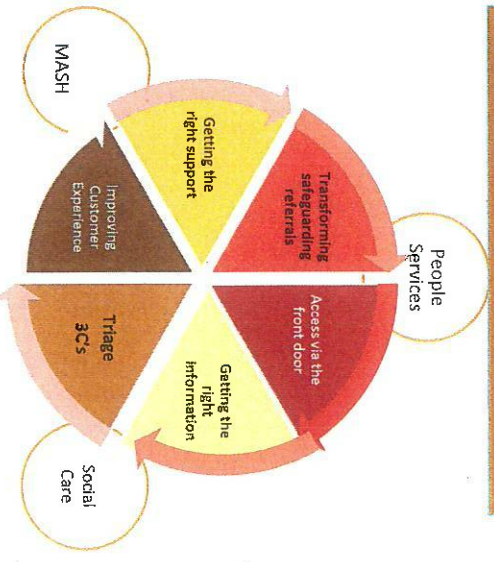 People
Services
Access via the
front door
Getting the
right
information
Triage
3C's
Improving
Customer
Experience
Getting the
right support
Transforming
safeguarding
referrals
MASH
Social
Care